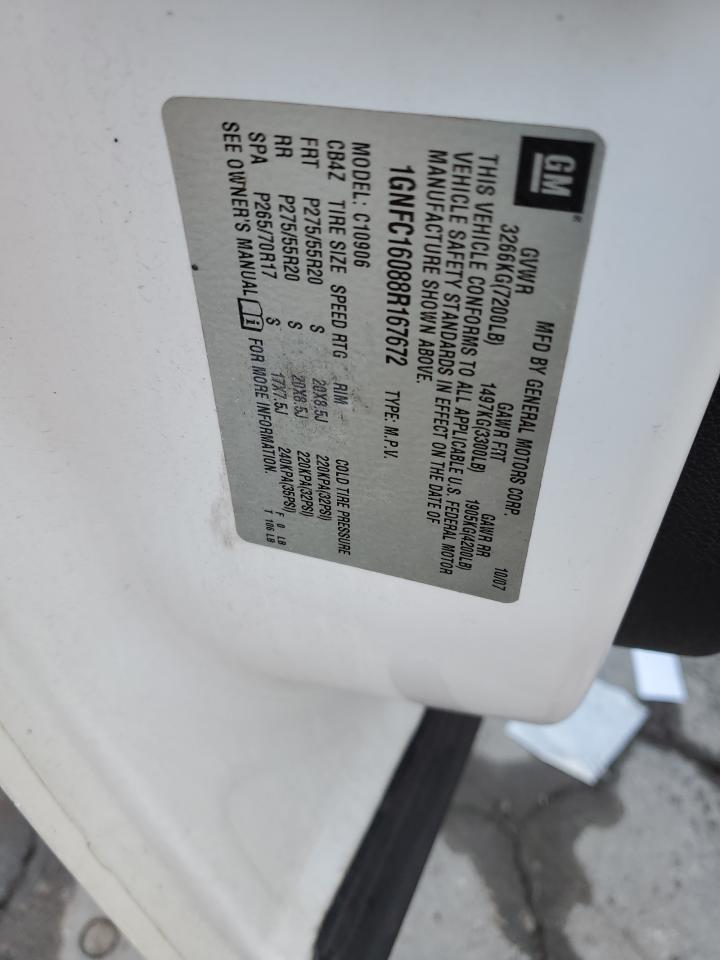 GM
MFD BY GENERAL MOTORS CORP. 10/07
GVWR GAWR FRT GAWR RR
3266KG(7200LB) 1497KG(3300LB) 1905KG(4200LB)
THIS VEHICLE CONFORMS TO ALL APPLICABLE U.S. FEDERAL MOTOR
VEHICLE SAFETY STANDARDS IN EFFECT ON THE DATE OF
MANUFACTURE SHOWN ABOVE.
1GNFC16088R167672 TYPE: M.P.V.
MODEL: C10906
CB4Z TIRE SIZE SPEED RTG RIM COLD TIRE PRESSURE
FRT P275/55R20 S 20X8.5J 220KPA(32PSI)
RR P275/55R20 S 20X8.5J 220KPA(32PSI)
SPA P265/70R17 S 17X7.5J 240KPA(35PSI)
SEE OWNER'S MANUAL FOR MORE INFORMATION.
F 0 LB
T 106 LB